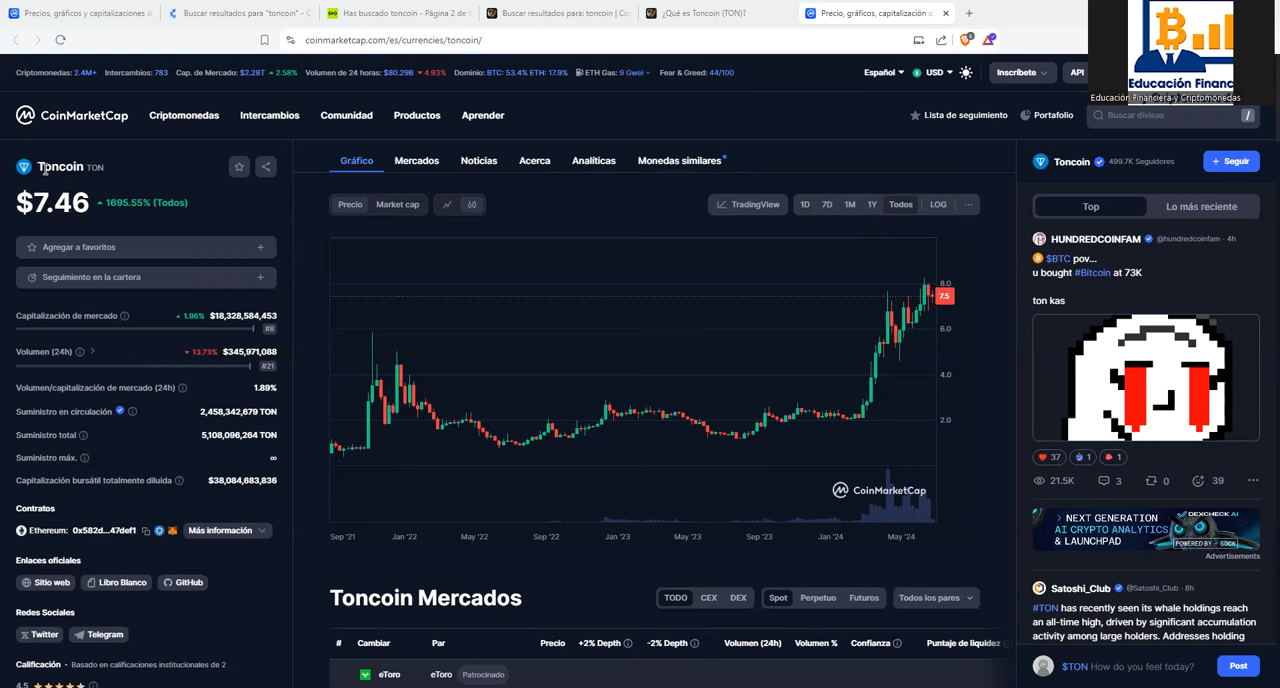 Precios, gráficos y capitalizaciones d
Buscar resultados para "toncoin" - C
Has buscado toncoin - Página 2 de
Buscar resultados para: toncoin | Co
¿Qué es Toncoin (TON)?
Precio, gráficos, capitalización d
coinmarketcap.com/es/currencies/toncoin/
Criptomonedas: 2.4M+ Intercambios: 783 Cap. de Mercado: $2.28T 2.58% Volumen de 24 horas: $80.29B 4.93% Dominio: BTC: 53.4% ETH: 17.9% ETH Gas: 9 Gwei Fear & Greed: 44/100
Español USD Inscríbete API
Educación Financ
Educación Financiera y Criptomonedas
CoinMarketCap Criptomonedas Intercambios Comunidad Productos Aprender
Lista de seguimiento Portafolio Buscar divisas /
Toncoin TON
$7.46 1695.55% (Todos)
Agregar a favoritos +
Seguimiento en la cartera +
Capitalización de mercado 1.96% $18,328,584,453
#8
Volumen (24h) 13.73% $345,971,088
#21
Volumen/capitalización de mercado (24h) 1.89%
Suministro en circulación 2,458,342,679 TON
Suministro total 5,108,096,264 TON
Suministro máx. ∞
Capitalización bursátil totalmente diluida $38,084,683,836
Contratos
Ethereum: 0x582d...47def1 Más información
Enlaces oficiales
Sitio web Libro Blanco GitHub
Redes Sociales
Twitter Telegram
Calificación · Basado en calificaciones institucionales de 2
4.5
Gráfico Mercados Noticias Acerca Analíticas Monedas similares
Precio Market cap
TradingView 1D 7D 1M 1Y Todos LOG ...
8.0
7.5
6.0
4.0
2.0
CoinMarketCap
Sep '21 Jan '22 May '22 Sep '22 Jan '23 May '23 Sep '23 Jan '24 May '24
Toncoin Mercados
TODO CEX DEX Spot Perpetuo Futuros Todos los pares
# Cambiar Par Precio +2% Depth -2% Depth Volumen (24h) Volumen % Confianza Puntaje de liquidez
eToro eToro Patrocinado
Toncoin 499.7K Seguidores + Seguir
Top Lo más reciente
HUNDREDCOINFAM @hundredcoinfam · 4h
$BTC pov...
u bought #Bitcoin at 73K
ton kas
37 1 1
21.5K 3 0 39 ...
NEXT GENERATION
AI CRYPTO ANALYTICS
& LAUNCHPAD
DEXCHECK AI
POWERED BY $DCK
Advertisements
Satoshi_Club @Satoshi_Club · 8h
#TON has recently seen its whale holdings reach
an all-time high, driven by significant accumulation
activity among large holders. Addresses holding
$TON How do you feel today? Post